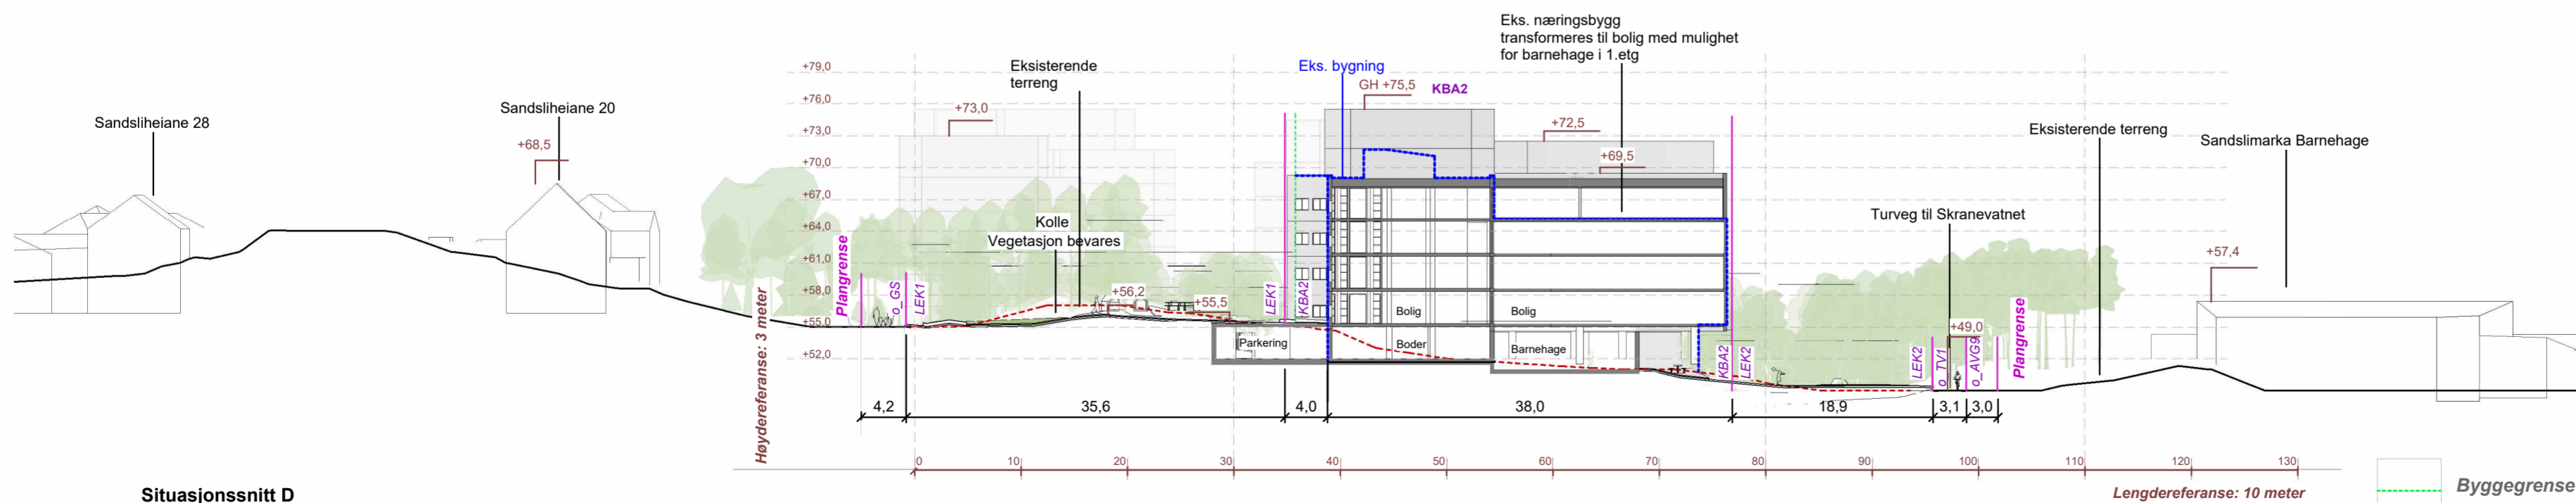 Eks. næringsbygg
transformeres til bolig med mulighet
for barnehage i 1.etg
Eksisterende
terreng
Eks. bygning
+79,0
GH +75,5
KBA2
+76,0
Sandsliheiane 28
Sandsliheiane 20
+73,0
+73,0
+72,5
Eksisterende terreng
Sandslimarka Barnehage
+68,5
+70,0
+69,5
+67,0
Kolle
Vegetasjon bevares
Turveg til Skranevatnet
+64,0
+61,0
+57,4
Plangrense
o_GS
LEK1
LEK1
KBA2
+58,0
+56,2
+55,5
Bolig
Bolig
+55,0
+49,0
Plangrense
Parkering
Boder
Barnehage
+52,0
KBA2
LEK2
LEK2
o_TV1
o_AVG9
Høydereferanse: 3 meter
4,2
35,6
4,0
38,0
18,9
3,1
3,0
0
10
20
30
40
50
60
70
80
90
100
110
120
130
Situasjonssnitt D
Lengdereferanse: 10 meter
Byggegrense